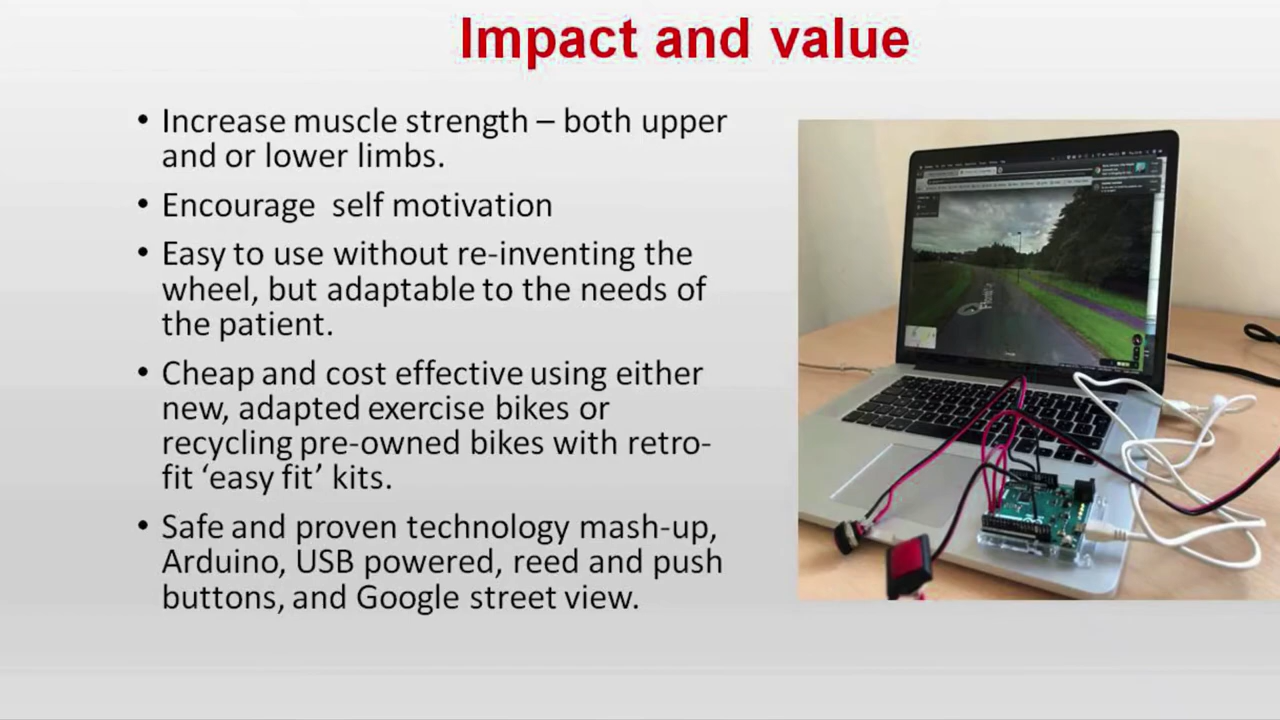 Impact and value
• Increase muscle strength – both upper
and or lower limbs.
• Encourage  self motivation
• Easy to use without re-inventing the
wheel, but adaptable to the needs of
the patient.
• Cheap and cost effective using either
new, adapted exercise bikes or
recycling pre-owned bikes with retro-
fit ‘easy fit’ kits.
• Safe and proven technology mash-up,
Arduino, USB powered, reed and push
buttons, and Google street view.